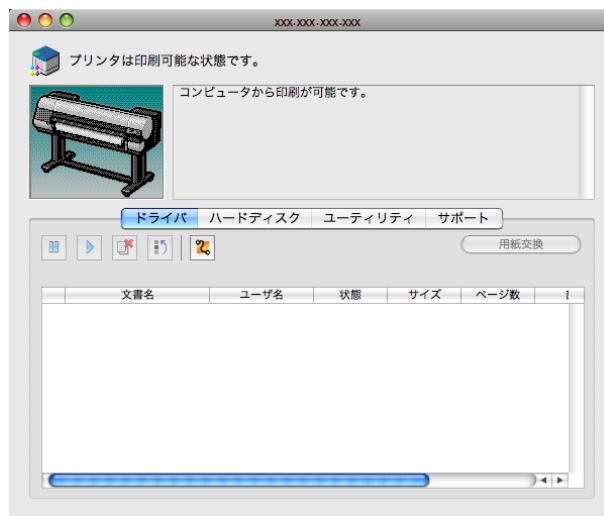 xxx.xxx.xxx.xxx
プリンタは印刷可能な状態です。
コンピュータから印刷が可能です。
ドライバ ハードディスク ユーティリティ サポート
用紙交換
文書名 ユーザ名 状態 サイズ ページ数